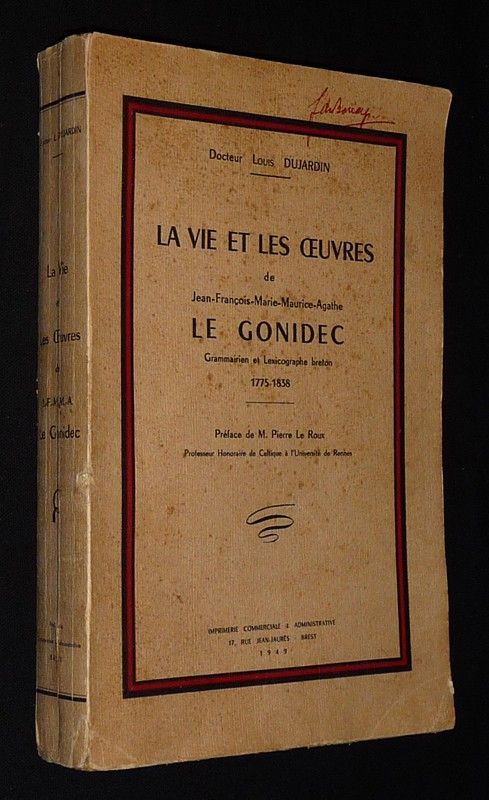 Docteur Louis DUJARDIN
LA VIE ET LES ŒUVRES
de
Jean-François-Marie-Maurice-Agathe
LE GONIDEC
Grammairien et Lexicographe breton
1775-1838
Préface de M. Pierre Le Roux
Professeur Honoraire de Celtique à l'Université de Rennes
IMPRIMERIE COMMERCIALE & ADMINISTRATIVE
17, RUE JEAN-JAURÈS - BREST
1949
L. DUJARDIN
La Vie
et
Les Œuvres
de
J.-F.-M.-M.-A.
Le Gonidec